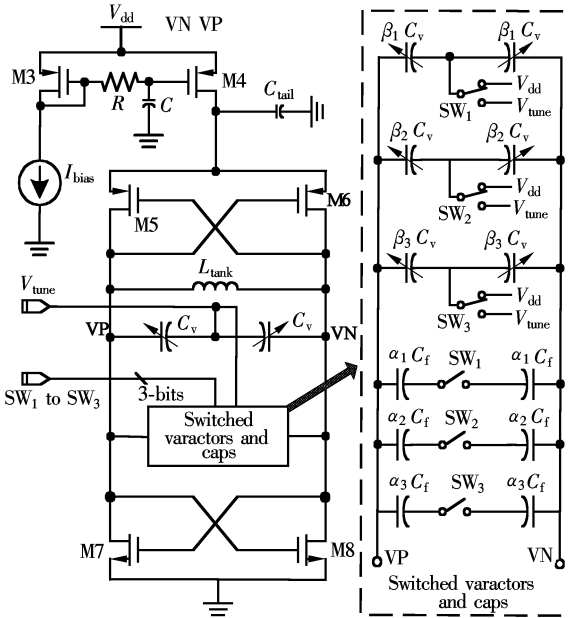 Vdd
VN VP
M3
M4
R
C
Ctail
Ibias
M5
M6
Ltank
Vtune
VP
Cv
Cv
VN
SW1 to SW3
3-bits
Switched
varactors and
caps
M7
M8
β1 Cv
β1 Cv
SW1
Vdd
Vtune
β2 Cv
β2 Cv
SW2
Vdd
Vtune
β3 Cv
β3 Cv
SW3
Vdd
Vtune
α1 Cf
SW1
α1 Cf
α2 Cf
SW2
α2 Cf
α3 Cf
SW3
α3 Cf
VP
VN
Switched varactors
and caps